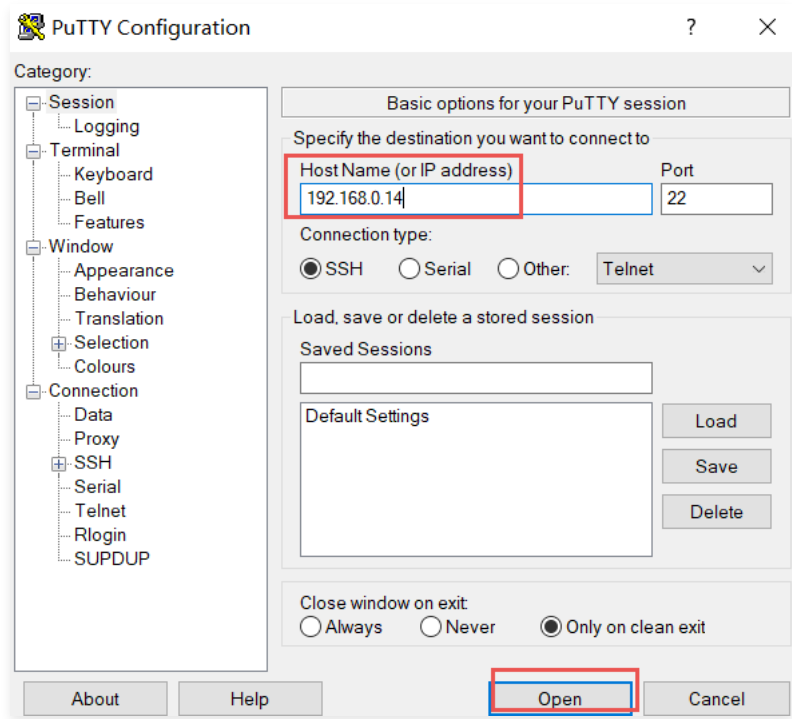 PuTTY Configuration
?
Category:
Session
Logging
Terminal
Keyboard
Bell
Features
Window
Appearance
Behaviour
Translation
Selection
Colours
Connection
Data
Proxy
SSH
Serial
Telnet
Rlogin
SUPDUP
Basic options for your PuTTY session
Specify the destination you want to connect to
Host Name (or IP address) Port
192.168.0.14 22
Connection type:
SSH Serial Other: Telnet
Load, save or delete a stored session
Saved Sessions
Default Settings
Load
Save
Delete
Close window on exit:
Always Never Only on clean exit
About Help Open Cancel